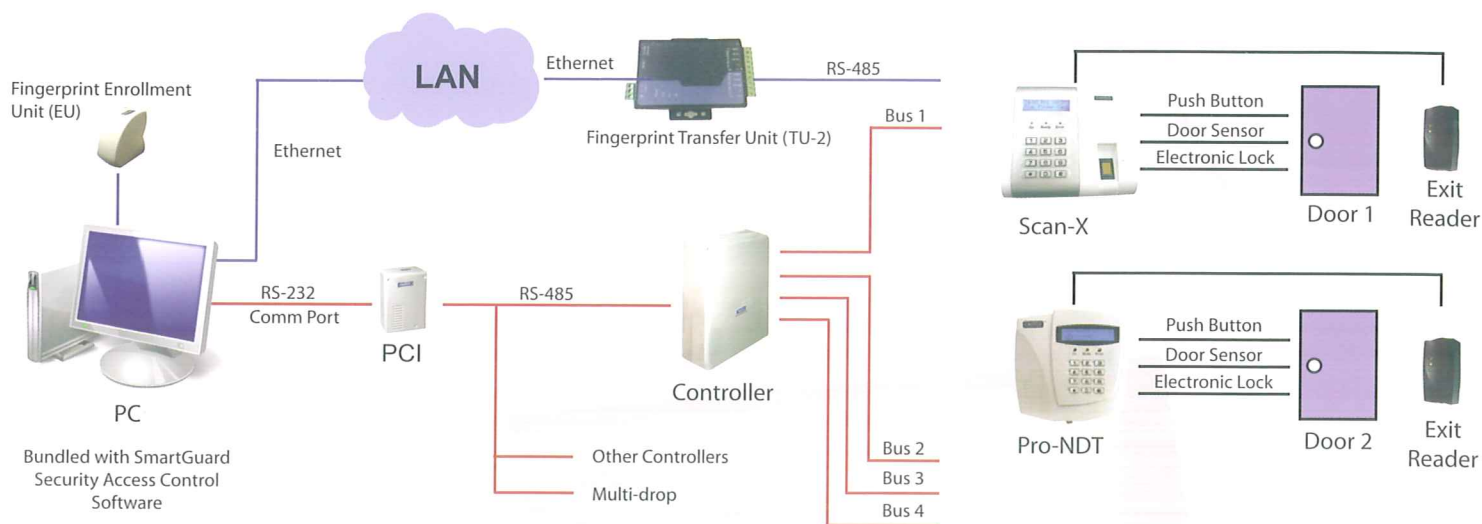 LAN
Ethernet
RS-485
Fingerprint Enrollment
Unit (EU)
Ethernet
Fingerprint Transfer Unit (TU-2)
Bus 1
Push Button
Door Sensor
Electronic Lock
Scan-X
Door 1
Exit
Reader
RS-232
Comm Port
PCI
RS-485
Controller
PC
Bundled with SmartGuard
Security Access Control
Software
Other Controllers
Multi-drop
Bus 2
Bus 3
Bus 4
Push Button
Door Sensor
Electronic Lock
Pro-NDT
Door 2
Exit
Reader